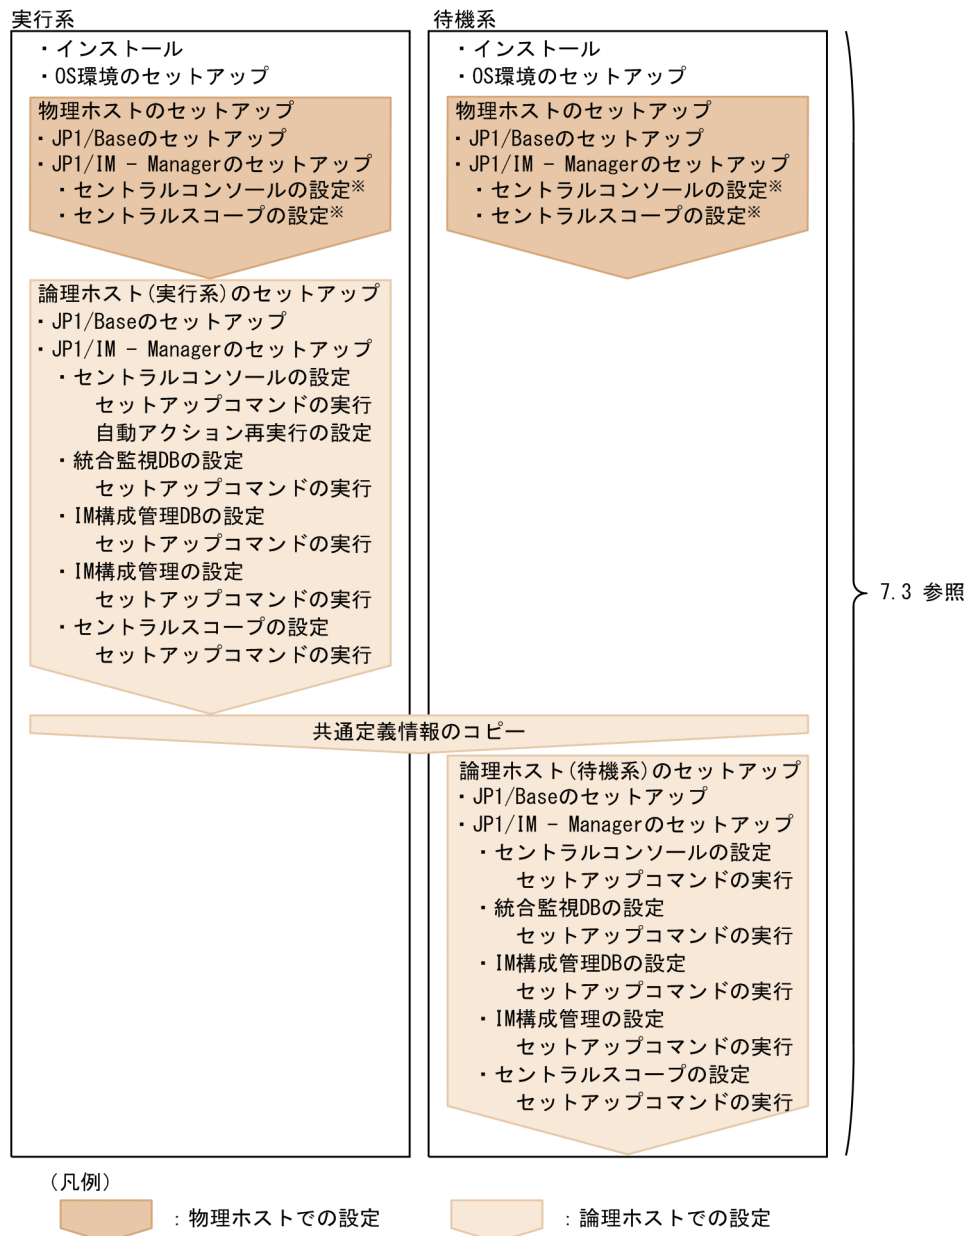 実行系
・インストール
・OS環境のセットアップ
物理ホストのセットアップ
・JP1/Baseのセットアップ
・JP1/IM − Managerのセットアップ
・セントラルコンソールの設定※
・セントラルスコープの設定※
論理ホスト(実行系)のセットアップ
・JP1/Baseのセットアップ
・JP1/IM − Managerのセットアップ
・セントラルコンソールの設定
セットアップコマンドの実行
自動アクション再実行の設定
・統合監視DBの設定
セットアップコマンドの実行
・IM構成管理DBの設定
セットアップコマンドの実行
・IM構成管理の設定
セットアップコマンドの実行
・セントラルスコープの設定
セットアップコマンドの実行
待機系
・インストール
・OS環境のセットアップ
物理ホストのセットアップ
・JP1/Baseのセットアップ
・JP1/IM − Managerのセットアップ
・セントラルコンソールの設定※
・セントラルスコープの設定※
共通定義情報のコピー
論理ホスト(待機系)のセットアップ
・JP1/Baseのセットアップ
・JP1/IM − Managerのセットアップ
・セントラルコンソールの設定
セットアップコマンドの実行
・統合監視DBの設定
セットアップコマンドの実行
・IM構成管理DBの設定
セットアップコマンドの実行
・IM構成管理の設定
セットアップコマンドの実行
・セントラルスコープの設定
セットアップコマンドの実行
7.3 参照
(凡例)
：物理ホストでの設定
：論理ホストでの設定